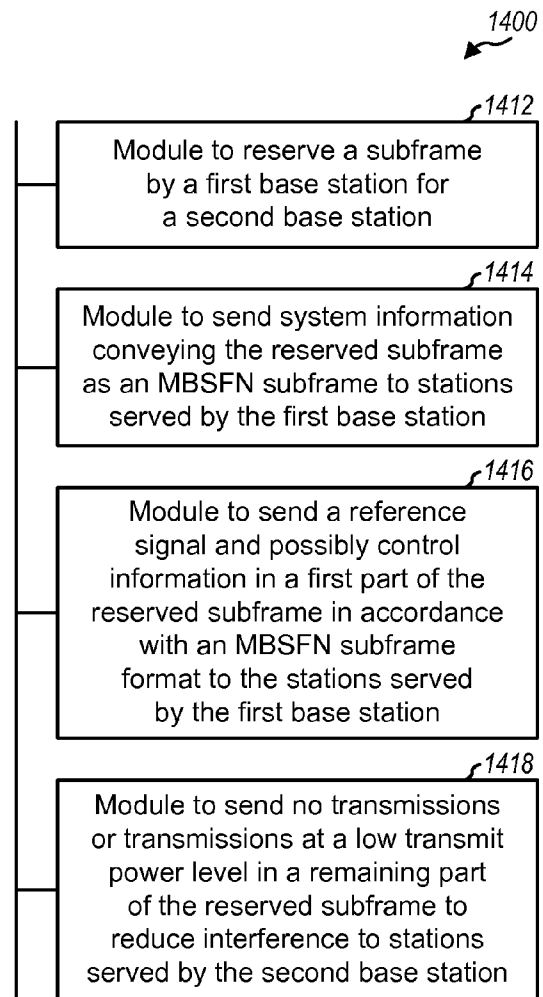 1400
1412
Module to reserve a subframe
by a first base station for
a second base station
1414
Module to send system information
conveying the reserved subframe
as an MBSFN subframe to stations
served by the first base station
1416
Module to send a reference
signal and possibly control
information in a first part of the
reserved subframe in accordance
with an MBSFN subframe
format to the stations served
by the first base station
1418
Module to send no transmissions
or transmissions at a low transmit
power level in a remaining part
of the reserved subframe to
reduce interference to stations
served by the second base station